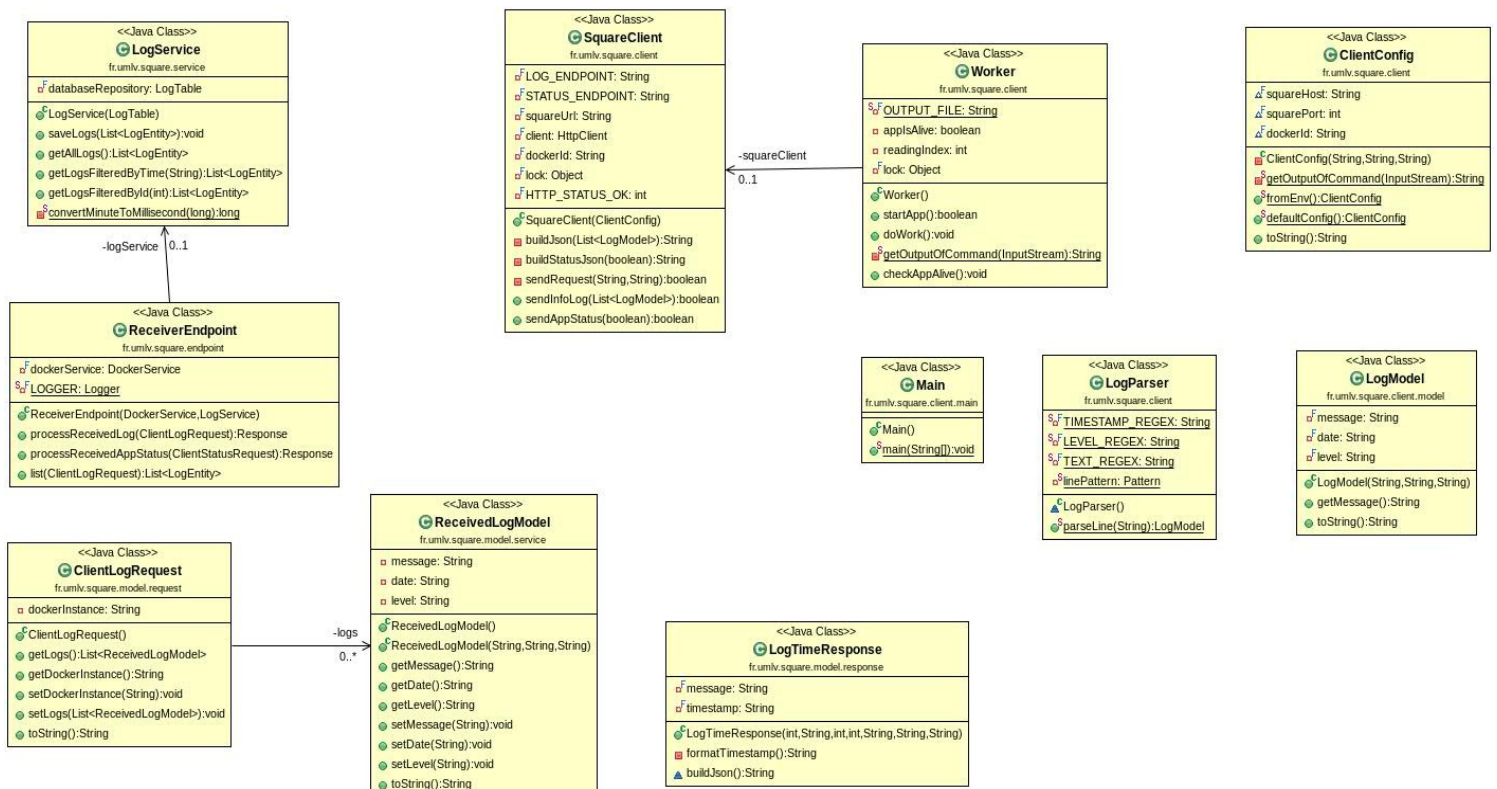 <<Java Class>>
LogService
fr.umlv.square.service
databaseRepository: LogTable
LogService(LogTable)
saveLogs(List<LogEntity>):void
getAllLogs():List<LogEntity>
getLogsFilteredByTime(String):List<LogEntity>
getLogsFilteredById(int):List<LogEntity>
convertMinuteToMillisecond(long):long
-logService
0..1
<<Java Class>>
ReceiverEndpoint
fr.umlv.square.endpoint
dockerService: DockerService
LOGGER: Logger
ReceiverEndpoint(DockerService,LogService)
processReceivedLog(ClientLogRequest):Response
processReceivedAppStatus(ClientStatusRequest):Response
list(ClientLogRequest):List<LogEntity>
<<Java Class>>
SquareClient
fr.umlv.square.client
LOG_ENDPOINT: String
STATUS_ENDPOINT: String
squareUrl: String
client: HttpClient
dockerId: String
lock: Object
HTTP_STATUS_OK: int
SquareClient(ClientConfig)
buildJson(List<LogModel>):String
buildStatusJson(boolean):String
sendRequest(String,String):boolean
sendInfoLog(List<LogModel>):boolean
sendAppStatus(boolean):boolean
-squareClient
0..1
<<Java Class>>
Worker
fr.umlv.square.client
OUTPUT_FILE: String
appIsAlive: boolean
readingIndex: int
lock: Object
Worker()
startApp():boolean
doWork():void
getOutputOfCommand(InputStream):String
checkAppAlive():void
<<Java Class>>
ClientConfig
fr.umlv.square.client
squareHost: String
squarePort: int
dockerId: String
ClientConfig(String,String,String)
getOutputOfCommand(InputStream):String
fromEnv():ClientConfig
defaultConfig():ClientConfig
toString():String
<<Java Class>>
Main
fr.umlv.square.client.main
Main()
main(String[]):void
<<Java Class>>
LogParser
fr.umlv.square.client
TIMESTAMP_REGEX: String
LEVEL_REGEX: String
TEXT_REGEX: String
linePattern: Pattern
LogParser()
parseLine(String):LogModel
<<Java Class>>
LogModel
fr.umlv.square.client.model
message: String
date: String
level: String
LogModel(String,String,String)
getMessage():String
toString():String
<<Java Class>>
ClientLogRequest
fr.umlv.square.model.request
dockerInstance: String
ClientLogRequest()
getLogs():List<ReceivedLogModel>
getDockerInstance():String
setDockerInstance(String):void
setLogs(List<ReceivedLogModel>):void
toString():String
-logs
0..*
<<Java Class>>
ReceivedLogModel
fr.umlv.square.model.service
message: String
date: String
level: String
ReceivedLogModel()
ReceivedLogModel(String,String,String)
getMessage():String
getDate():String
getLevel():String
setMessage(String):void
setDate(String):void
setLevel(String):void
toString():String
<<Java Class>>
LogTimeResponse
fr.umlv.square.model.response
message: String
timestamp: String
LogTimeResponse(int,String,int,int,String,String,String)
formatTimestamp():String
buildJson():String